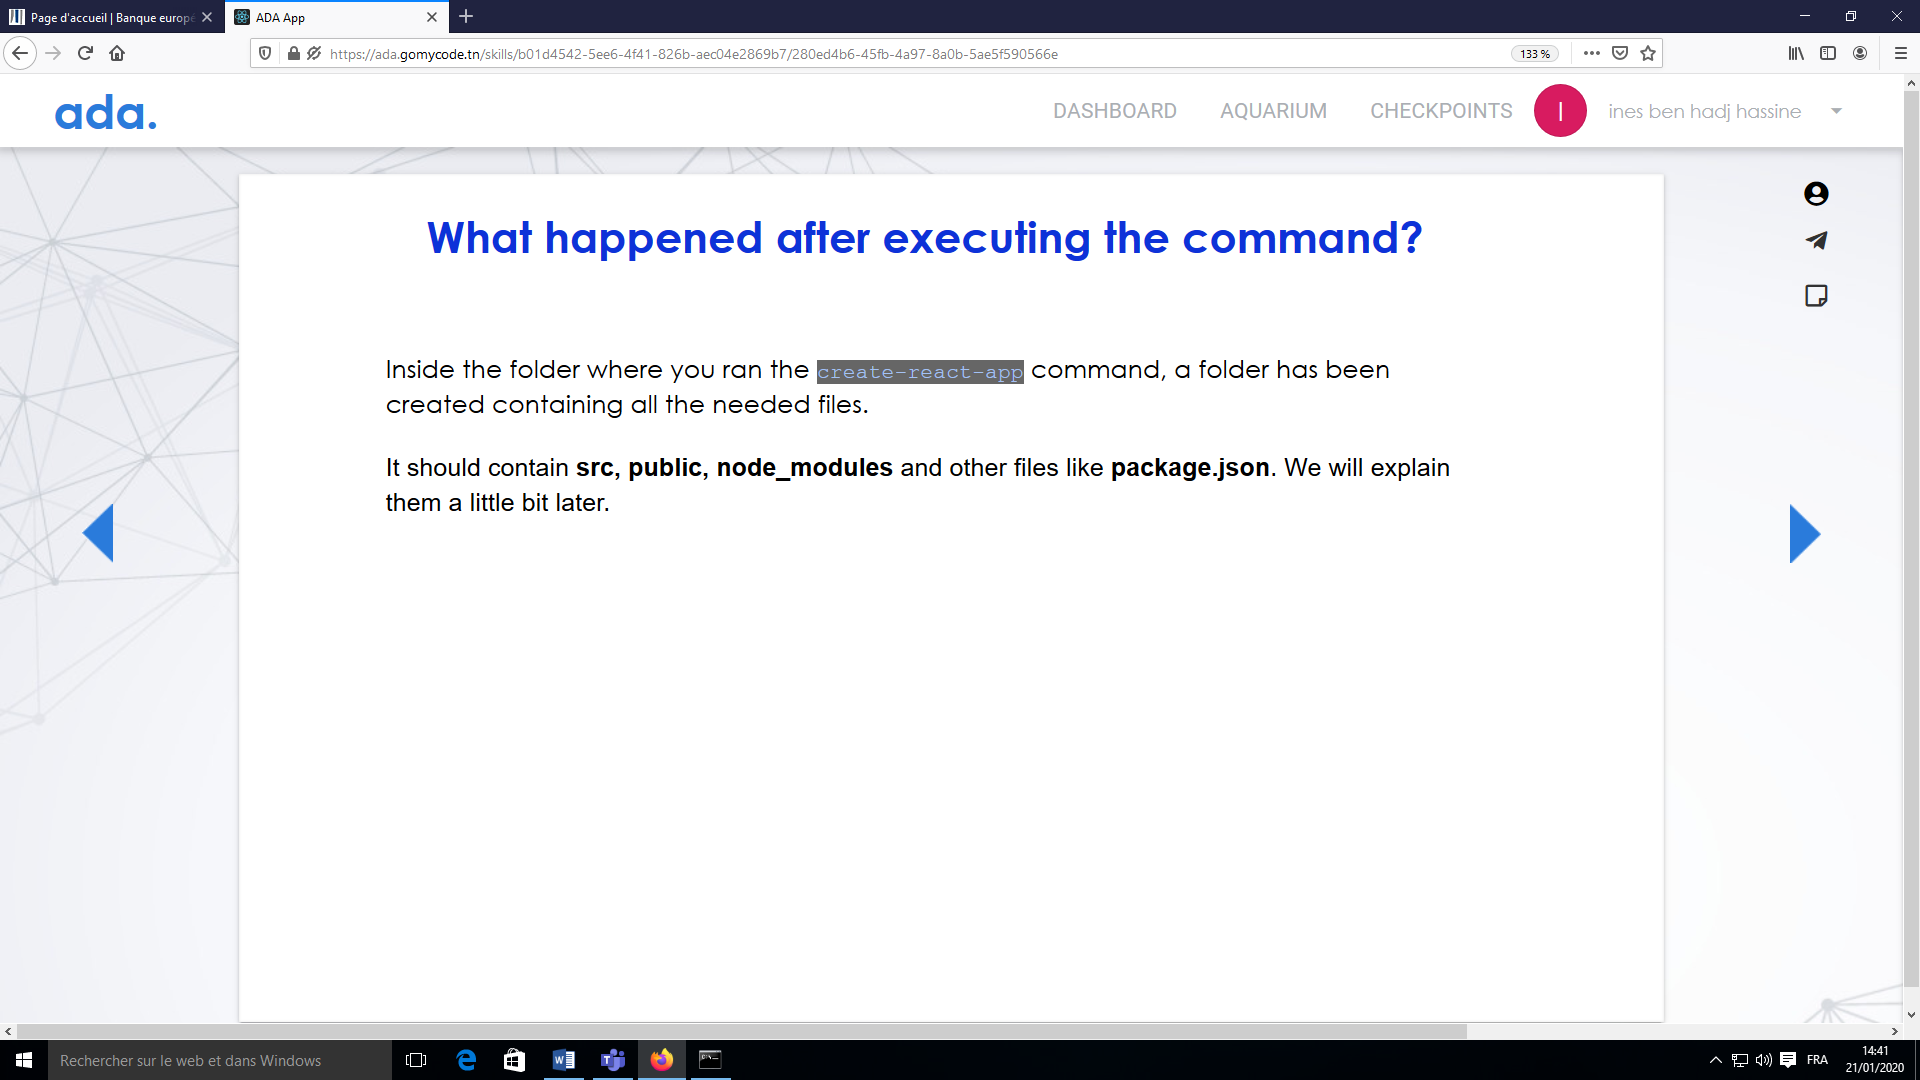 Page d'accueil | Banque europé
ADA App
https://ada.gomycode.tn/skills/b01d4542-5ee6-4f41-826b-aec04e2869b7/280ed4b6-45fb-4a97-8a0b-5ae5f590566e
133 %
ada.
DASHBOARD
AQUARIUM
CHECKPOINTS
I
ines ben hadj hassine
What happened after executing the command?
Inside the folder where you ran the create-react-app command, a folder has been
created containing all the needed files.
It should contain src, public, node_modules and other files like package.json. We will explain
them a little bit later.
Rechercher sur le web et dans Windows
FRA
14:41
21/01/2020